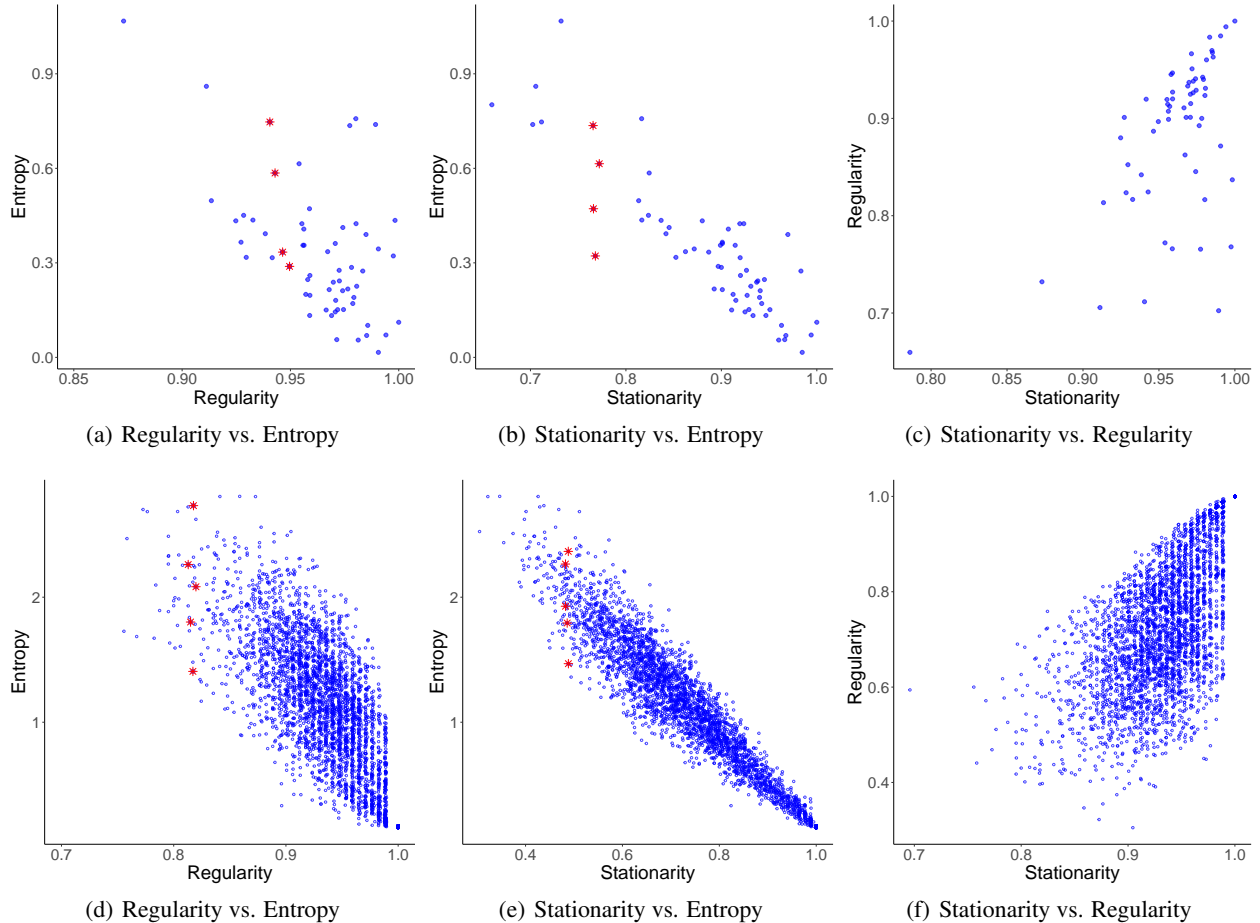 0.9
0.6
0.3
0.0
Entropy
0.85 0.90 0.95 1.00
Regularity
(a) Regularity vs. Entropy
0.9
0.6
0.3
0.0
Entropy
0.7 0.8 0.9 1.0
Stationarity
(b) Stationarity vs. Entropy
1.0
0.9
0.8
0.7
Regularity
0.80 0.85 0.90 0.95 1.00
Stationarity
(c) Stationarity vs. Regularity
2
1
Entropy
0.7 0.8 0.9 1.0
Regularity
(d) Regularity vs. Entropy
2
1
Entropy
0.4 0.6 0.8 1.0
Stationarity
(e) Stationarity vs. Entropy
1.0
0.8
0.6
0.4
Regularity
0.7 0.8 0.9 1.0
Stationarity
(f) Stationarity vs. Regularity